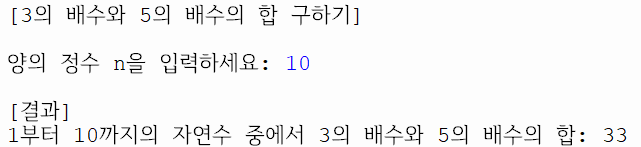 [3의 배수와 5의 배수의 합 구하기]
양의 정수 n을 입력하세요: 10
[결과]
1부터 10까지의 자연수 중에서 3의 배수와 5의 배수의 합: 33